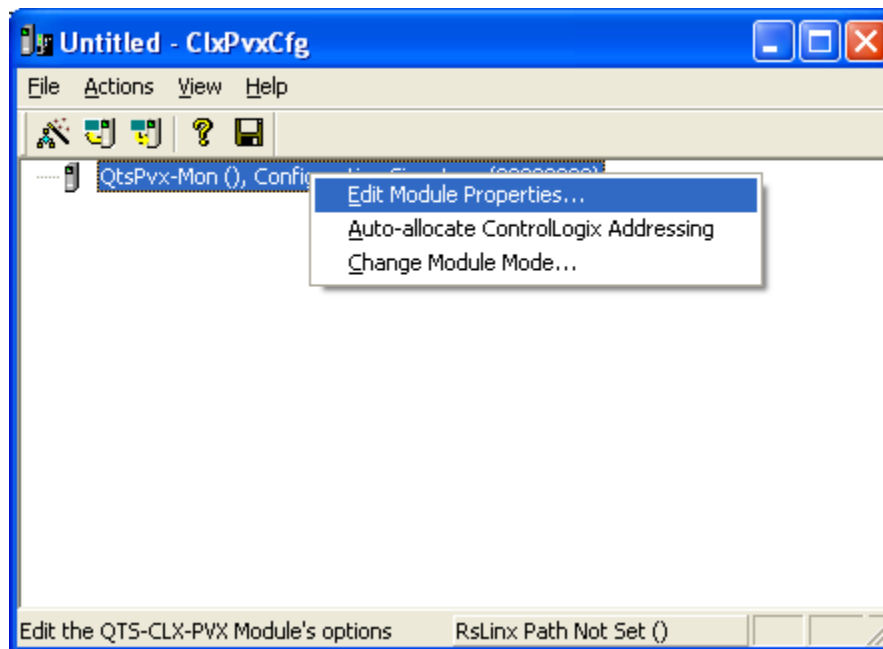 Untitled - ClxPvxCfg
File Actions View Help
QtsPvx-Mon (), Config
Edit Module Properties...
Auto-allocate ControlLogix Addressing
Change Module Mode...
Edit the QTS-CLX-PVX Module's options RsLinx Path Not Set ()